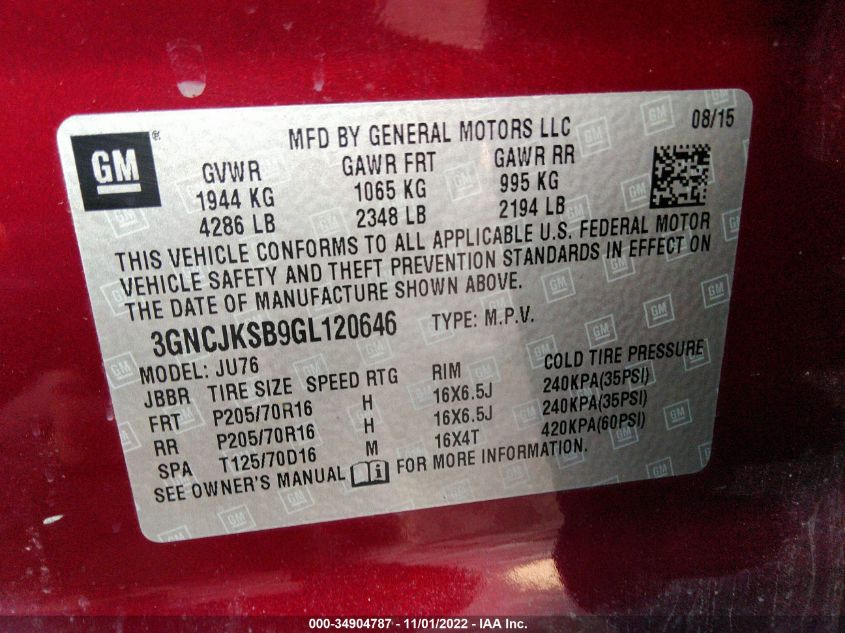 GM ®
MFD BY GENERAL MOTORS LLC 08/15
GVWR GAWR FRT GAWR RR
1944 KG 1065 KG 995 KG
4286 LB 2348 LB 2194 LB
THIS VEHICLE CONFORMS TO ALL APPLICABLE U.S. FEDERAL MOTOR
VEHICLE SAFETY AND THEFT PREVENTION STANDARDS IN EFFECT ON
THE DATE OF MANUFACTURE SHOWN ABOVE.
3GNCJKSB9GL120646 TYPE: M.P.V.
MODEL: JU76
JBBR TIRE SIZE SPEED RTG RIM COLD TIRE PRESSURE
FRT P205/70R16 H 16X6.5J 240KPA(35PSI)
RR P205/70R16 H 16X6.5J 240KPA(35PSI)
SPA T125/70D16 M 16X4T 420KPA(60PSI)
SEE OWNER'S MANUAL FOR MORE INFORMATION.
000-34904787 - 11/01/2022 - IAA Inc.